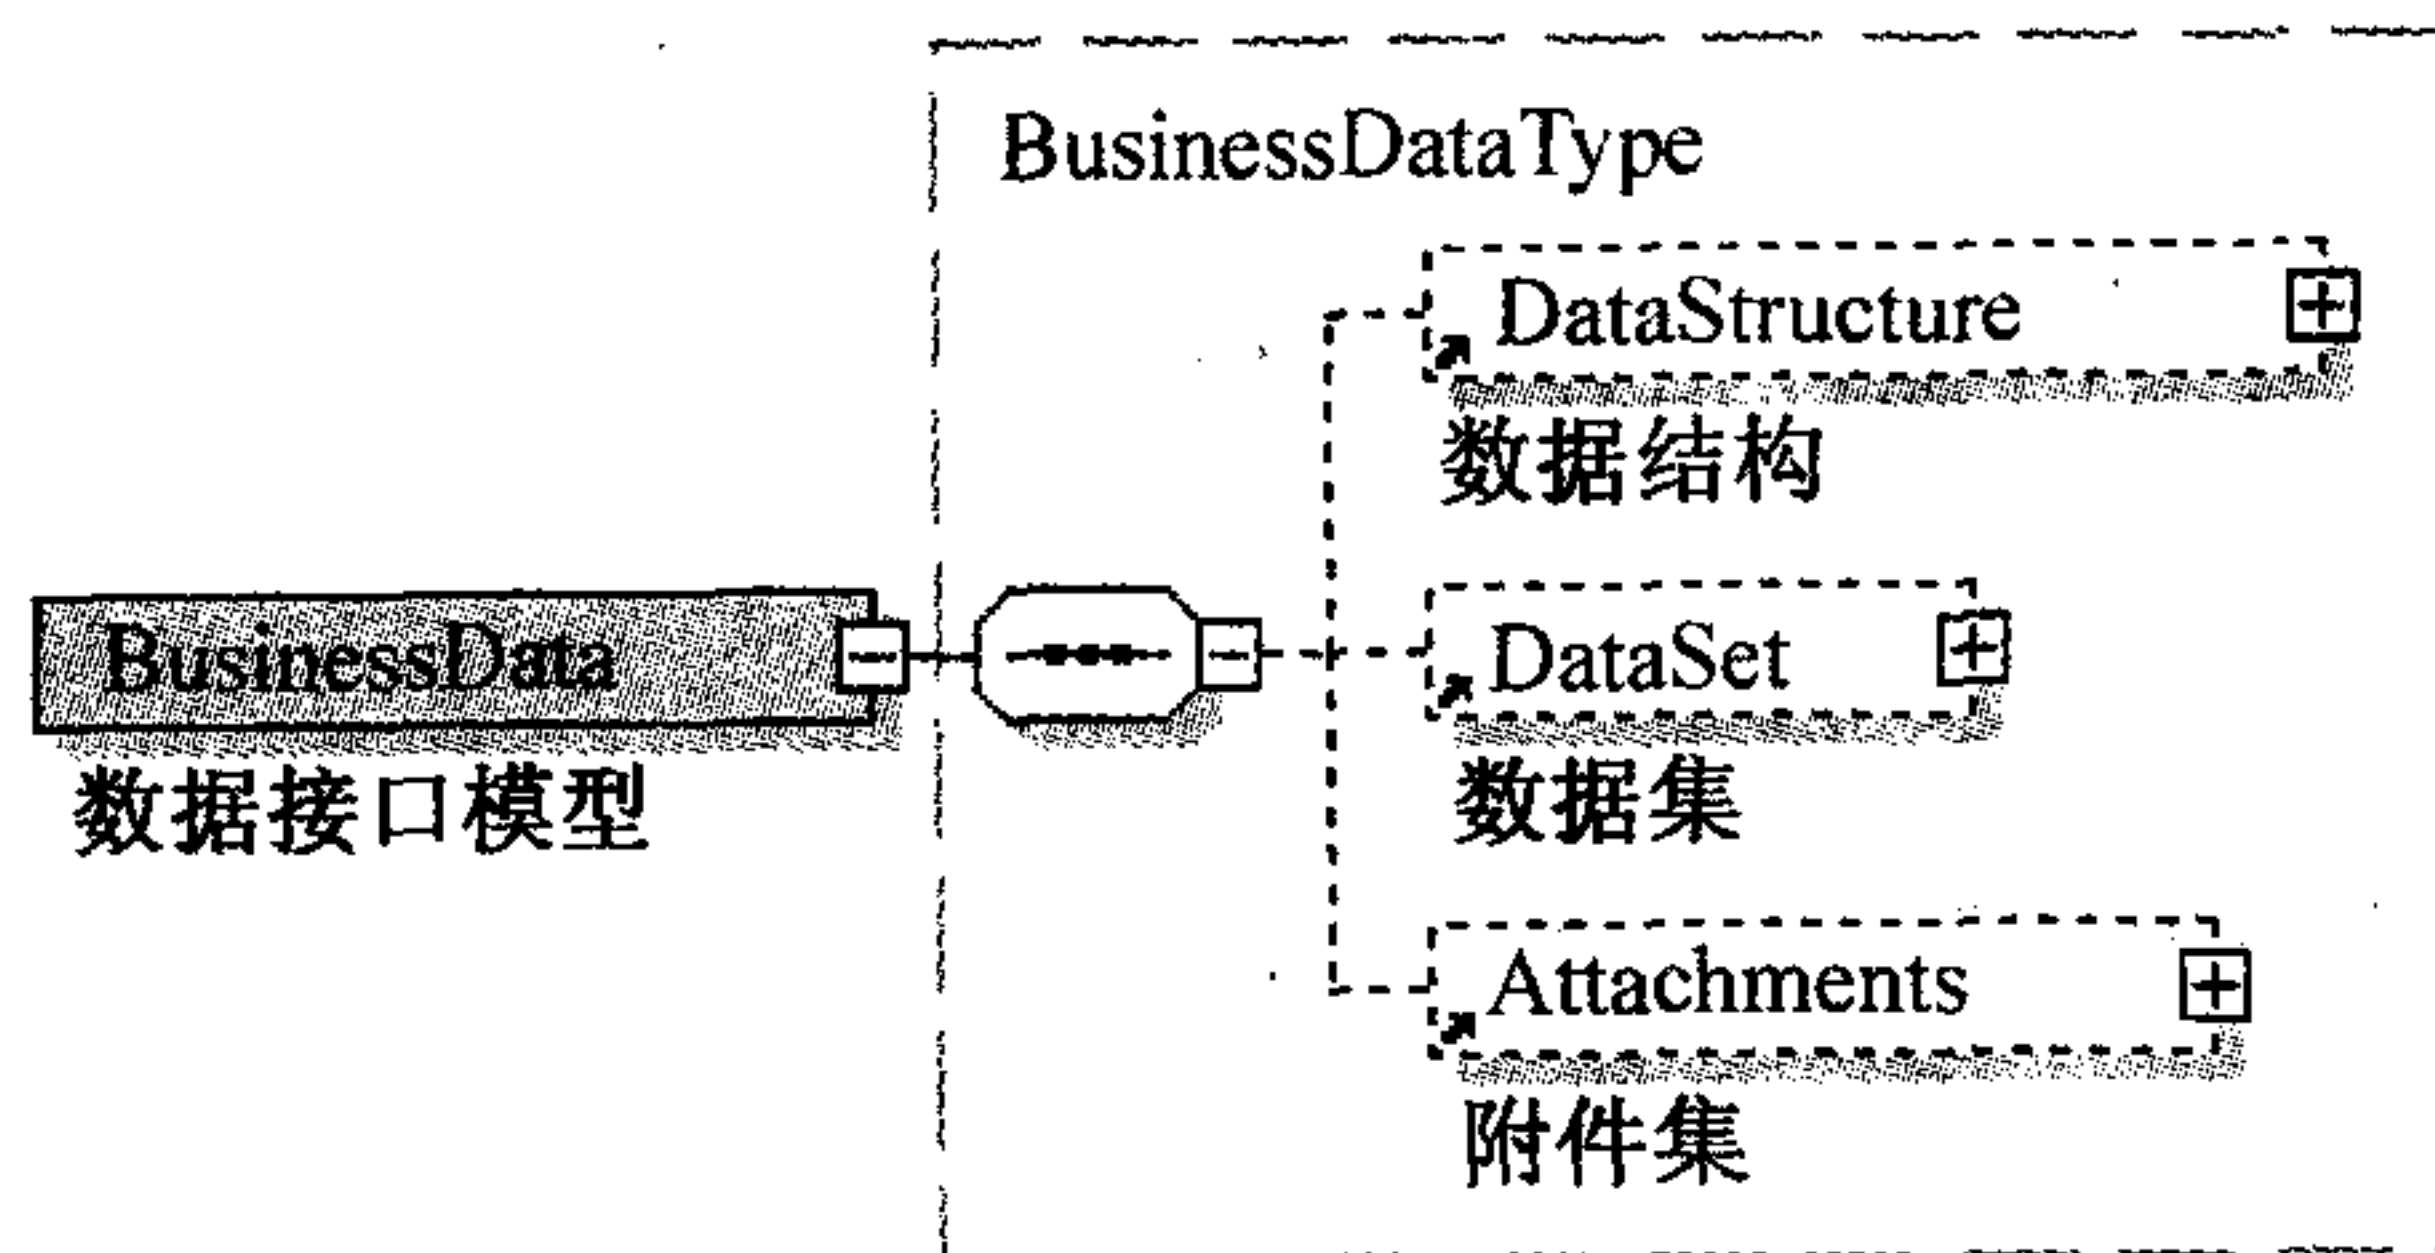 BusinessDataType
DataStructure
数据结构
BusinessData
数据接口模型
DataSet
数据集
Attachments
附件集